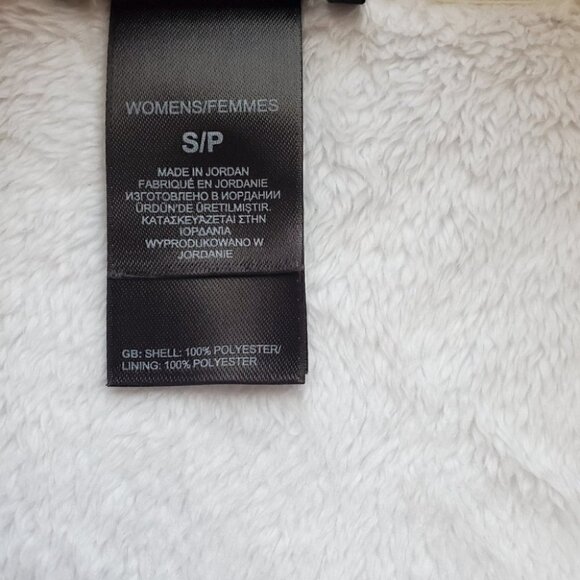 WOMENS/FEMMES
S/P
MADE IN JORDAN
FABRIQUÉ EN JORDANIE
ИЗГОТОВЛЕНО В ИОРДАНИИ
ÜRDÜN'DE ÜRETILMIŞTIR.
ΚΑΤΑΣΚΕΥΆΖΕΤΑΙ ΣΤΗΝ
ΙΟΡΔΑΝΙΑ
WYPRODUKOWANO W
JORDANIE
GB: SHELL: 100% POLYESTER/
LINING: 100% POLYESTER